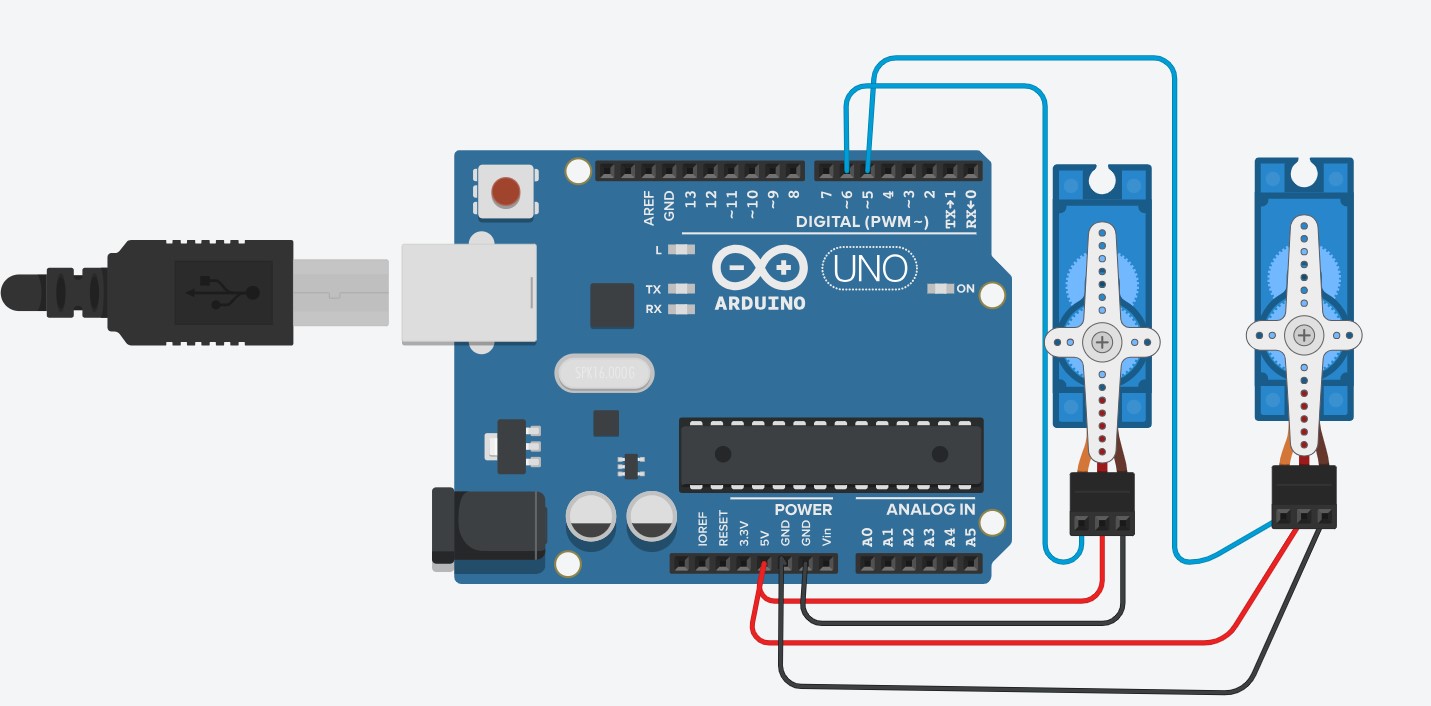 AREF
GND
13
12
~11
~10
~9
8
7
~6
~5
4
~3
2
TX→1
RX←0
DIGITAL (PWM~)
L
TX
RX
ARDUINO
UNO
ON
SPK16.000G
POWER
ANALOG IN
IOREF
RESET
3.3V
5V
GND
GND
Vin
A0
A1
A2
A3
A4
A5